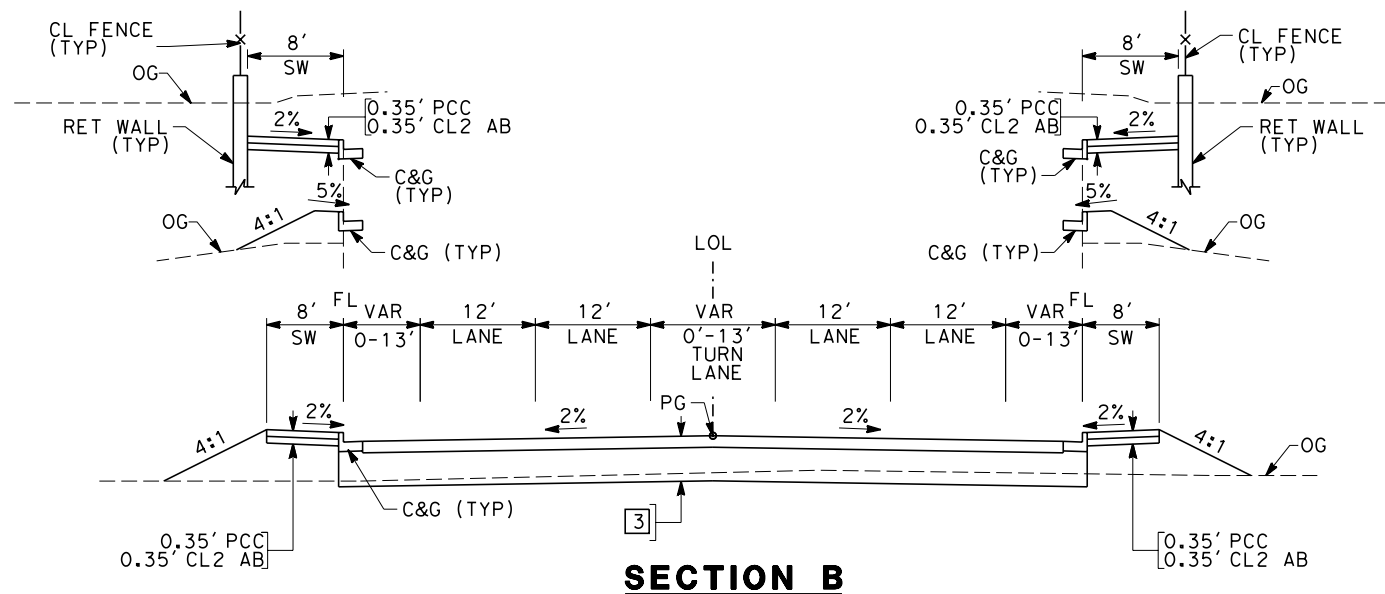 CL FENCE
(TYP)
8'
SW
8'
SW
CL FENCE
(TYP)
OG
OG
0.35' PCC
0.35' CL2 AB
0.35' PCC
0.35' CL2 AB
RET WALL
(TYP)
2%
2%
RET WALL
(TYP)
C&G
(TYP)
C&G
(TYP)
5%
5%
OG
4:1
4:1
OG
C&G (TYP)
C&G (TYP)
LOL
FL
FL
8'
SW
VAR
0-13'
12'
LANE
12'
LANE
VAR
0'-13'
TURN
LANE
12'
LANE
12'
LANE
VAR
0-13'
8'
SW
PG
2%
2%
2%
2%
4:1
4:1
OG
C&G (TYP)
3
0.35' PCC
0.35' CL2 AB
0.35' PCC
0.35' CL2 AB
SECTION B